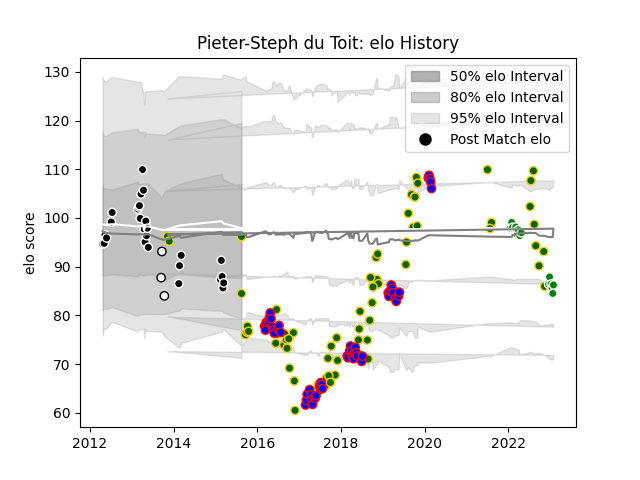 Pieter-Steph du Toit: elo History
50% elo Interval
80% elo Interval
95% elo Interval
Post Match elo
elo score
130
120
110
100
90
80
70
60
2012 2014 2016 2018 2020 2022